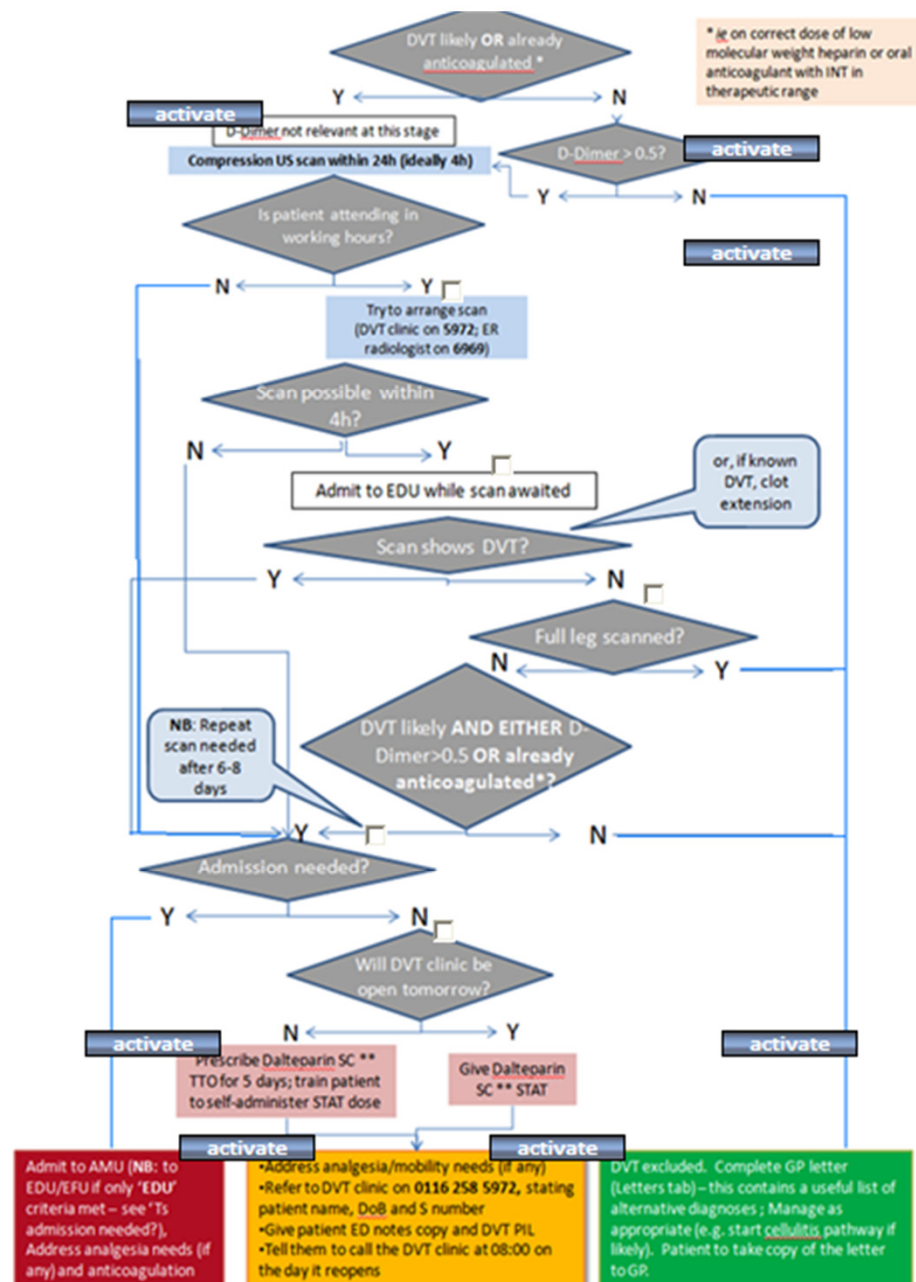 DVT likely OR already
anticoagulated *
* ie on correct dose of low
molecular weight heparin or oral
anticoagulant with INT in
therapeutic range
Y
N
activate
D-Dimer not relevant at this stage
Compression US scan within 24h (ideally 4h)
D-Dimer > 0.5?
activate
Y
N
Is patient attending in
working hours?
activate
N
Y
Try to arrange scan
(DVT clinic on 5972; ER
radiologist on 6969)
Scan possible within
4h?
N
Y
or, if known
DVT, clot
extension
Admit to EDU while scan awaited
Scan shows DVT?
Y
N
Full leg scanned?
N
Y
NB: Repeat
scan needed
after 6-8
days
DVT likely AND EITHER D-
Dimer>0.5 OR already
anticoagulated*?
Y
N
Admission needed?
Y
N
Will DVT clinic be
open tomorrow?
N
Y
activate
activate
Prescribe Dalteparin SC **
TTO for 5 days; train patient
to self-administer STAT dose
Give Dalteparin
SC ** STAT
activate
activate
Admit to AMU (NB: to
EDU/EFU if only 'EDU'
criteria met – see 'Ts
admission needed?),
Address analgesia needs (if
any) and anticoagulation
•Address analgesia/mobility needs (if any)
•Refer to DVT clinic on 0116 258 5972, stating
patient name, DoB and S number
•Give patient ED notes copy and DVT PIL
•Tell them to call the DVT clinic at 08:00 on
the day it reopens
DVT excluded. Complete GP letter
(Letters tab) – this contains a useful list of
alternative diagnoses ; Manage as
appropriate (e.g. start cellulitis pathway if
likely). Patient to take copy of the letter
to GP.